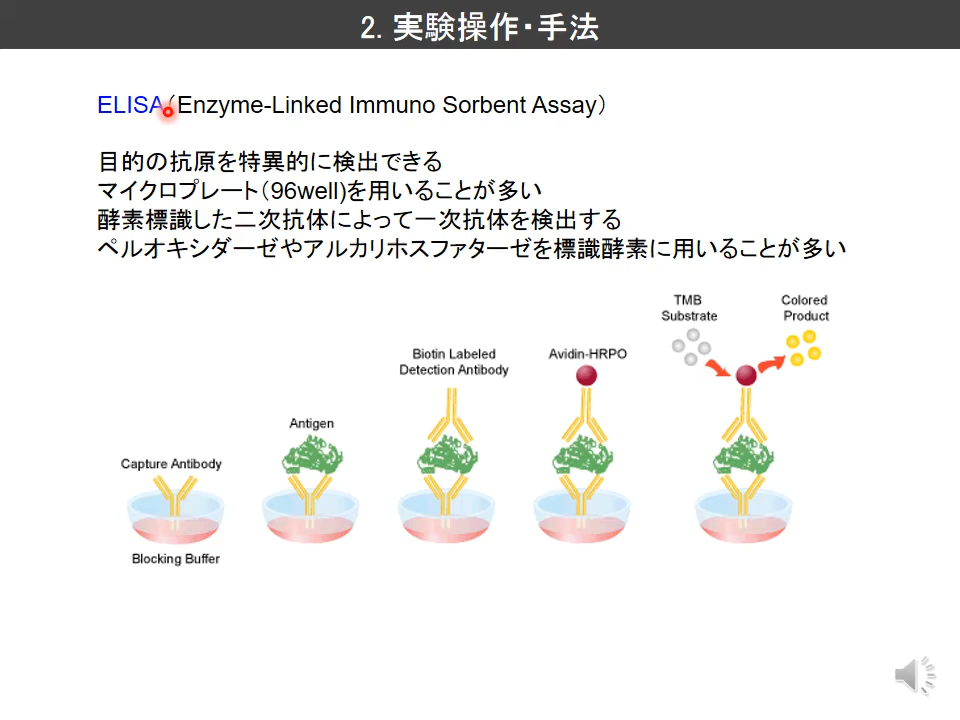 2. 実験操作・手法
ELISA（Enzyme-Linked Immuno Sorbent Assay）
目的の抗原を特異的に検出できる
マイクロプレート（96well)を用いることが多い
酵素標識した二次抗体によって一次抗体を検出する
ペルオキシダーゼやアルカリホスファターゼを標識酵素に用いることが多い
TMB
Substrate
Colored
Product
Biotin Labeled
Detection Antibody
Avidin-HRPO
Antigen
Capture Antibody
Blocking Buffer